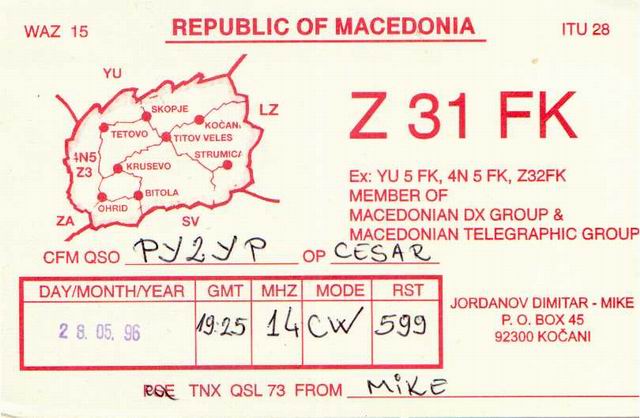 WAZ 15
REPUBLIC OF MACEDONIA
ITU 28
YU
LZ
SKOPJE
KOČANI
TETOVO
TITOV VELES
4N5
Z3
STRUMICA
KRUSEVO
BITOLA
OHRID
ZA
SV
Z 31 FK
Ex: YU 5 FK, 4N 5 FK, Z32FK
MEMBER OF
MACEDONIAN DX GROUP &
MACEDONIAN TELEGRAPHIC GROUP
CFM QSO PY2YP OP CESAR
DAY/MONTH/YEAR GMT MHZ MODE RST
28.05.96 19:25 14 CW 599
JORDANOV DIMITAR - MIKE
P. O. BOX 45
92300 KOČANI
TNX QSL 73 FROM MIKE